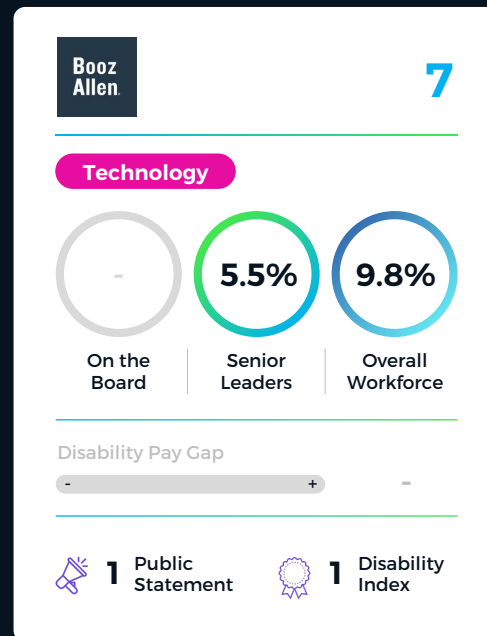 Booz
Allen.
7
Technology
-
5.5%
9.8%
On the
Board
Senior
Leaders
Overall
Workforce
Disability Pay Gap
- +
-
1 Public
Statement
1 Disability
Index